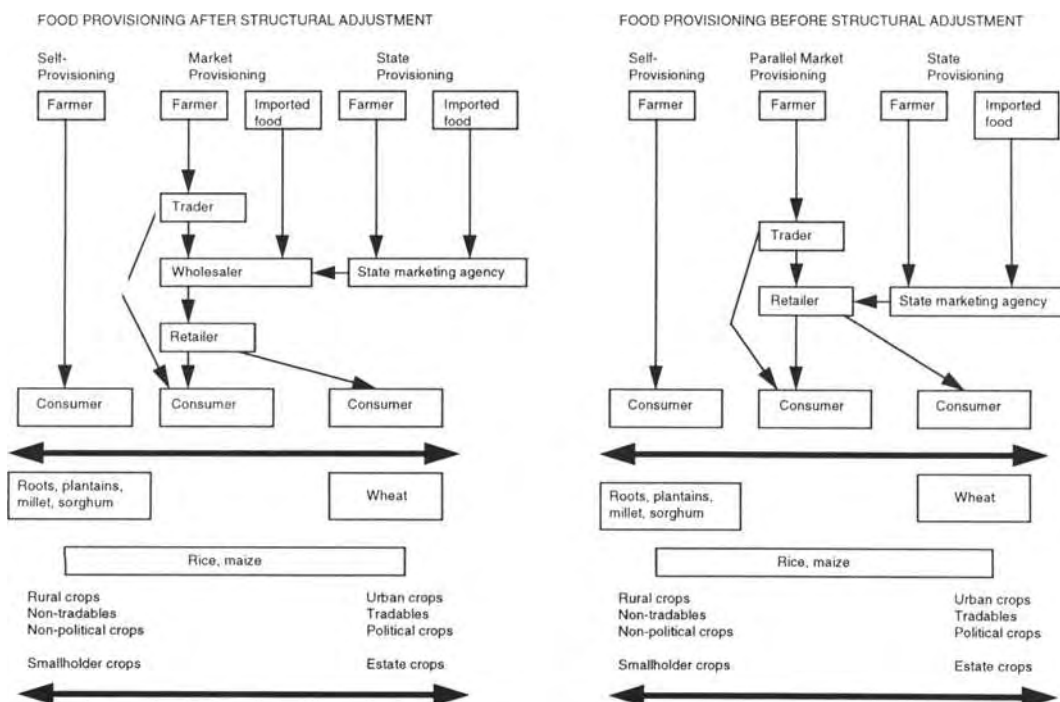 FOOD PROVISIONING AFTER STRUCTURAL ADJUSTMENT
Self-
Provisioning
Market
Provisioning
State
Provisioning
Farmer
Farmer
Imported
food
Farmer
Imported
food
Trader
Wholesaler
State marketing agency
Retailer
Consumer
Consumer
Consumer
Roots, plantains,
millet, sorghum
Wheat
Rice, maize
Rural crops
Non-tradables
Non-political crops
Urban crops
Tradables
Political crops
Smallholder crops
Estate crops
FOOD PROVISIONING BEFORE STRUCTURAL ADJUSTMENT
Self-
Provisioning
Parallel Market
Provisioning
State
Provisioning
Farmer
Farmer
Farmer
Imported
food
Trader
Retailer
State marketing agency
Consumer
Consumer
Consumer
Roots, plantains,
millet, sorghum
Wheat
Rice, maize
Rural crops
Non-tradables
Non-political crops
Urban crops
Tradables
Political crops
Smallholder crops
Estate crops